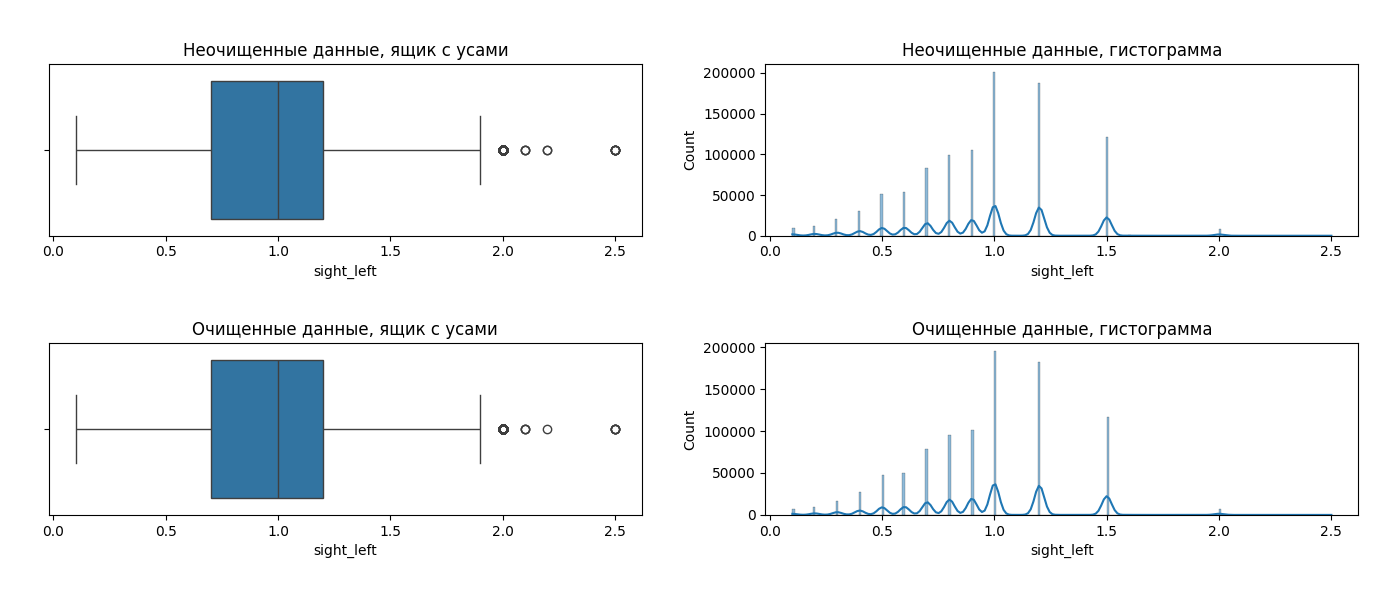 Неочищенные данные, ящик с усами
0.0 0.5 1.0 1.5 2.0 2.5
sight_left
Неочищенные данные, гистограмма
200000
150000
100000
50000
0
Count
0.0 0.5 1.0 1.5 2.0 2.5
sight_left
Очищенные данные, ящик с усами
0.0 0.5 1.0 1.5 2.0 2.5
sight_left
Очищенные данные, гистограмма
200000
150000
100000
50000
0
Count
0.0 0.5 1.0 1.5 2.0 2.5
sight_left